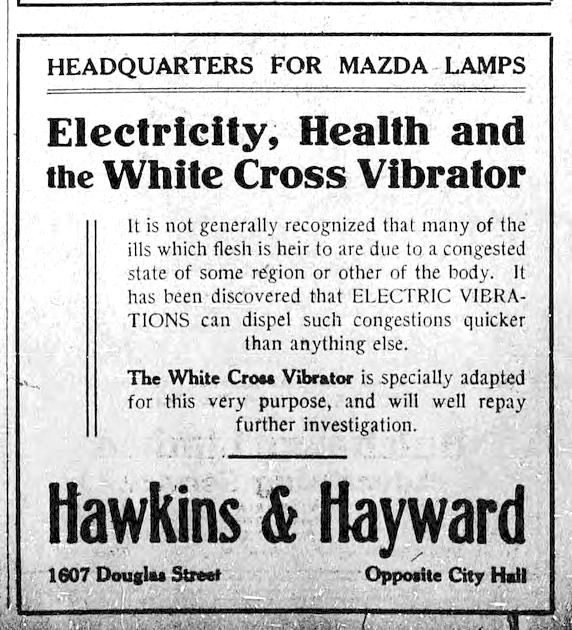 HEADQUARTERS FOR MAZDA LAMPS
Electricity, Health and
the White Cross Vibrator
It is not generally recognized that many of the
ills which flesh is heir to are due to a congested
state of some region or other of the body. It
has been discovered that ELECTRIC VIBRA-
TIONS can dispel such congestions quicker
than anything else.
The White Cross Vibrator is specially adapted
for this very purpose, and will well repay
further investigation.
Hawkins & Hayward
1607 Douglas Street Opposite City Hall